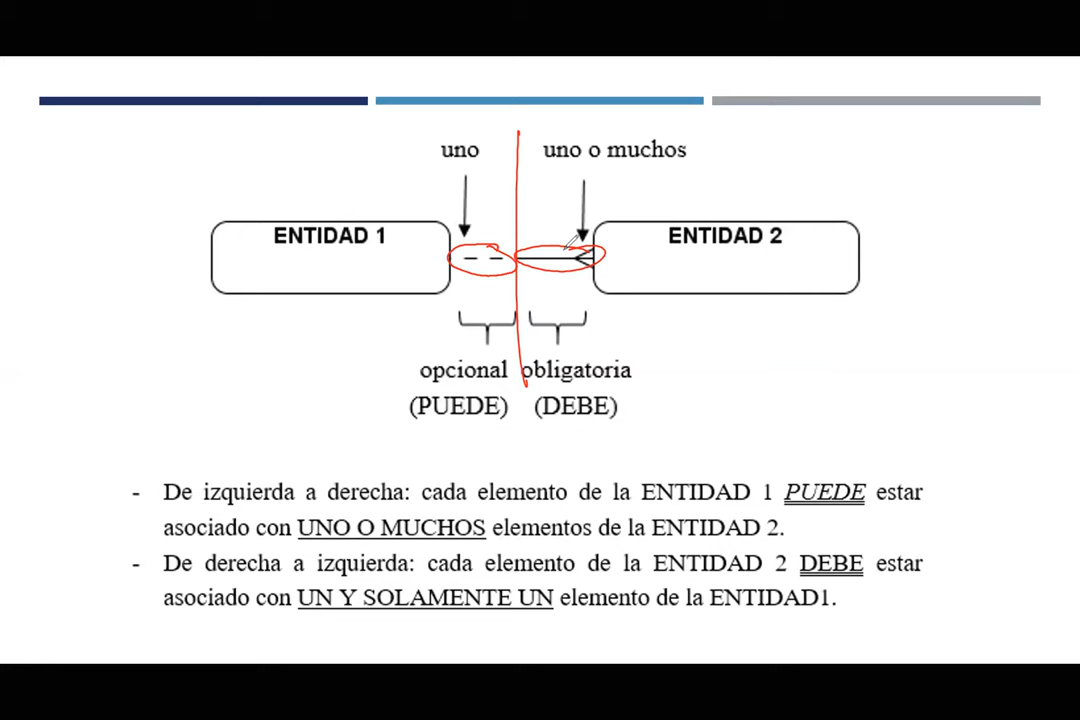 uno uno o muchos
ENTIDAD 1 ENTIDAD 2
opcional obligatoria
(PUEDE) (DEBE)
- De izquierda a derecha: cada elemento de la ENTIDAD 1 PUEDE estar
asociado con UNO O MUCHOS elementos de la ENTIDAD 2.
- De derecha a izquierda: cada elemento de la ENTIDAD 2 DEBE estar
asociado con UN Y SOLAMENTE UN elemento de la ENTIDAD1.